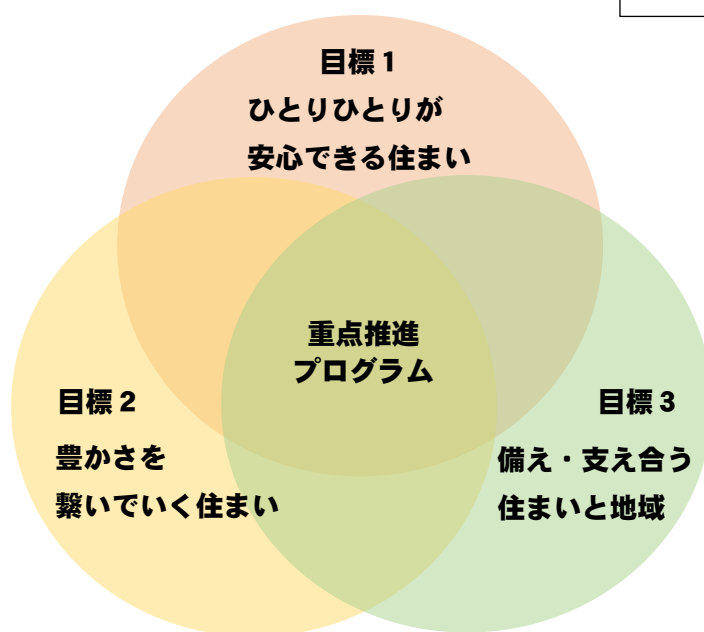 目標1
ひとりひとりが
安心できる住まい
重点推進
プログラム
目標2
豊かさを
繋いでいく住まい
目標3
備え・支え合う
住まいと地域